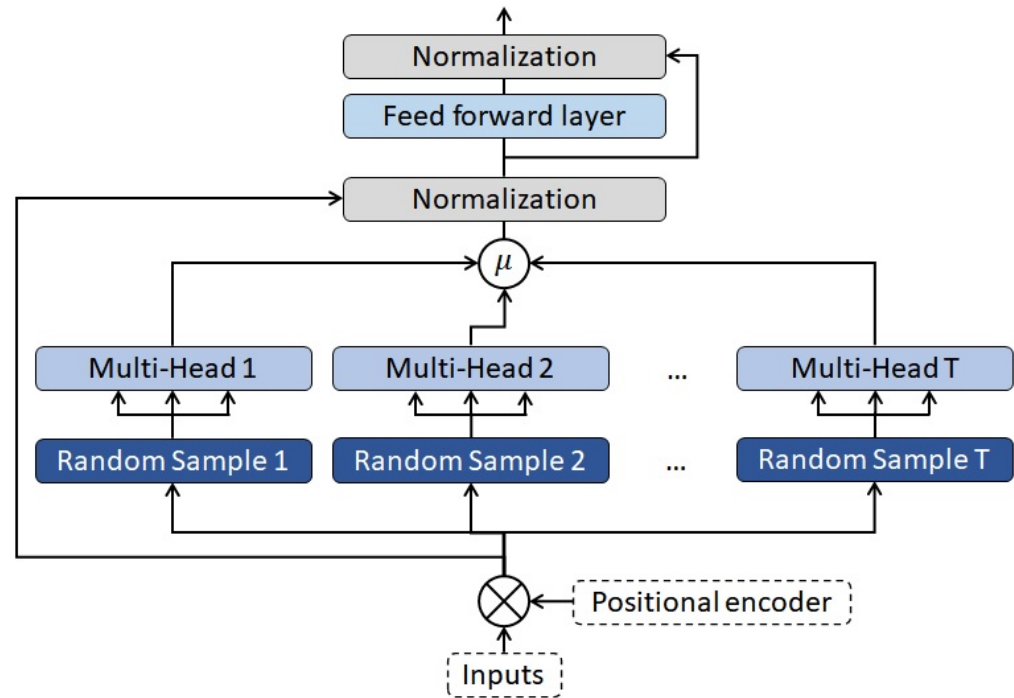 Normalization
Feed forward layer
Normalization
μ
Multi-Head 1
Multi-Head 2
...
Multi-Head T
Random Sample 1
Random Sample 2
...
Random Sample T
Positional encoder
Inputs